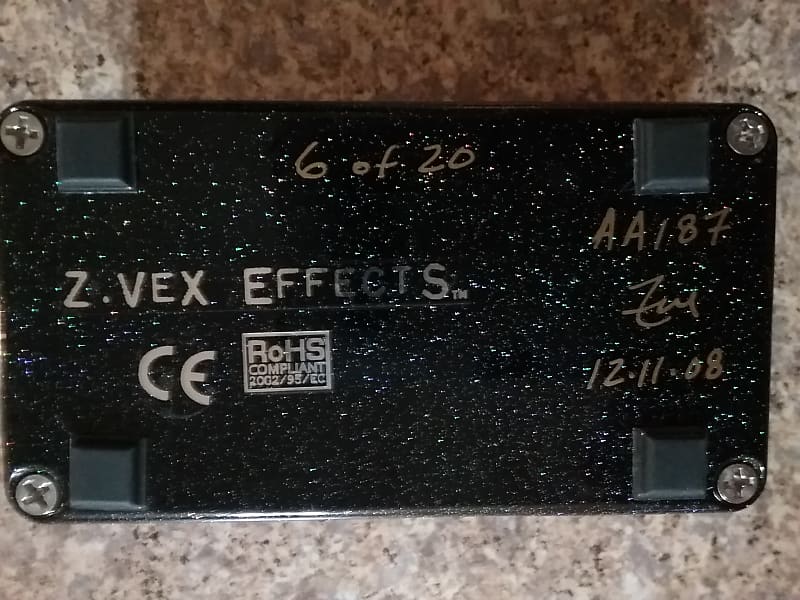 6 of 20
AA187
Z.VEX EFFECTS™
12.11.08
CE
RoHS
COMPLIANT
2002/95/EC